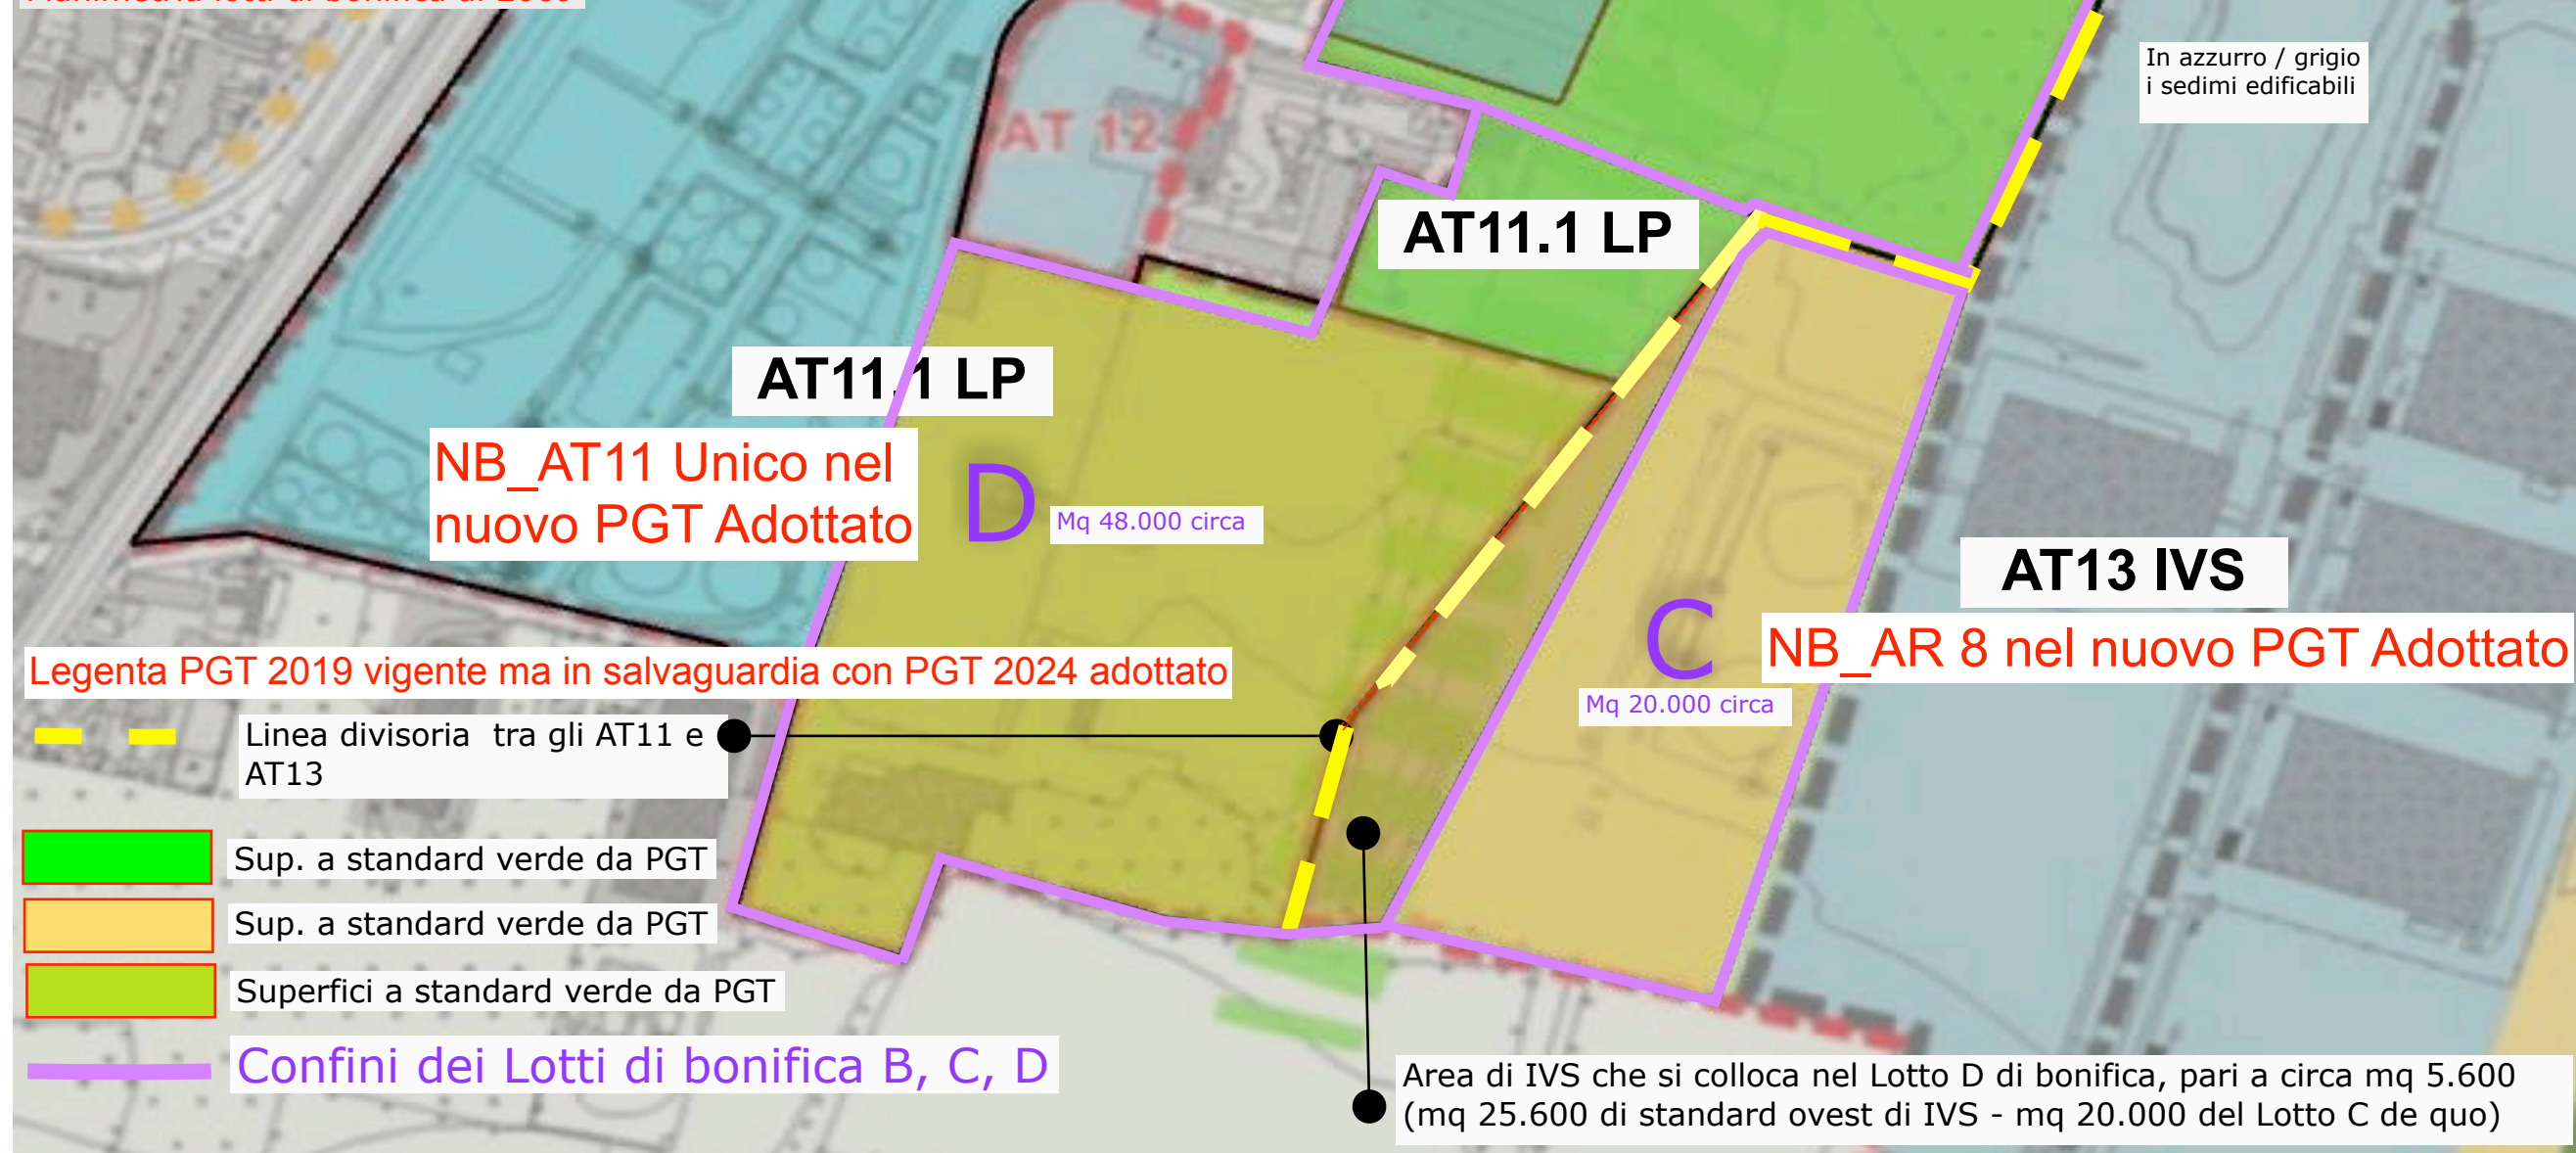 In azzurro / grigio
i sedimi edificabili
AT 12
AT11.1 LP
AT11.1 LP
NB_AT11 Unico nel
nuovo PGT Adottato
D
Mq 48.000 circa
AT13 IVS
C
NB_AR 8 nel nuovo PGT Adottato
Mq 20.000 circa
Legenta PGT 2019 vigente ma in salvaguardia con PGT 2024 adottato
Linea divisoria tra gli AT11 e
AT13
Sup. a standard verde da PGT
Sup. a standard verde da PGT
Superfici a standard verde da PGT
Confini dei Lotti di bonifica B, C, D
Area di IVS che si colloca nel Lotto D di bonifica, pari a circa mq 5.600
(mq 25.600 di standard ovest di IVS - mq 20.000 del Lotto C de quo)